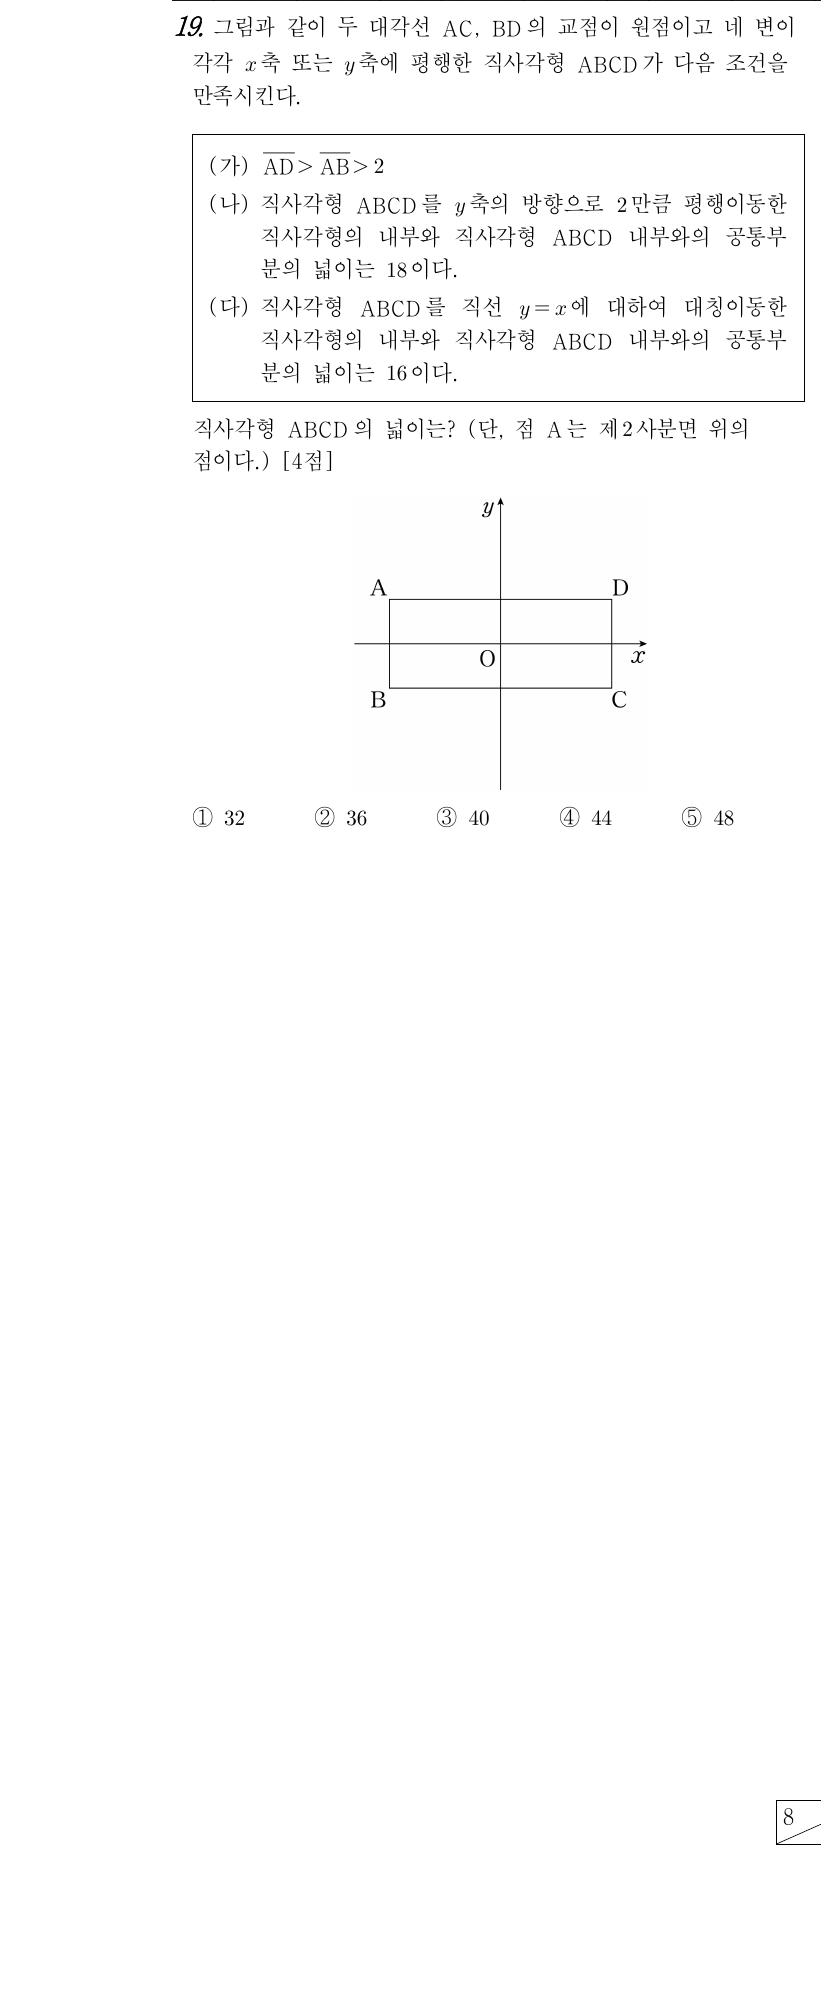 19. 그림과 같이 두 대각선 AC, BD의 교점이 원점이고 네 변이
각각 x축 또는 y축에 평행한 직사각형 ABCD가 다음 조건을
만족시킨다.
(가) AD > AB > 2
(나) 직사각형 ABCD를 y축의 방향으로 2만큼 평행이동한
직사각형의 내부와 직사각형 ABCD 내부와의 공통부
분의 넓이는 18이다.
(다) 직사각형 ABCD를 직선 y=x에 대하여 대칭이동한
직사각형의 내부와 직사각형 ABCD 내부와의 공통부
분의 넓이는 16이다.
직사각형 ABCD의 넓이는? (단, 점 A는 제2사분면 위의
점이다.) [4점]
y
A D
O x
B C
① 32 ② 36 ③ 40 ④ 44 ⑤ 48
8